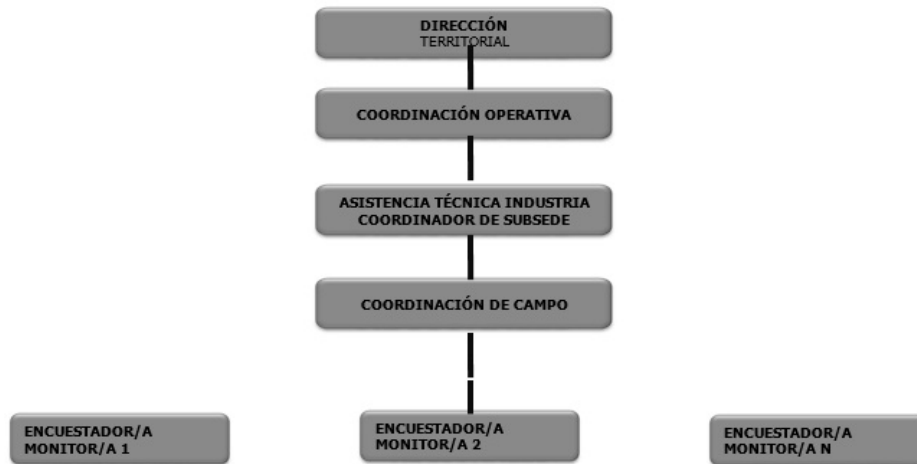 DIRECCIÓN
TERRITORIAL
COORDINACIÓN OPERATIVA
ASISTENCIA TÉCNICA INDUSTRIA
COORDINADOR DE SUBSEDE
COORDINACIÓN DE CAMPO
ENCUESTADOR/A
MONITOR/A 1
ENCUESTADOR/A
MONITOR/A 2
ENCUESTADOR/A
MONITOR/A N